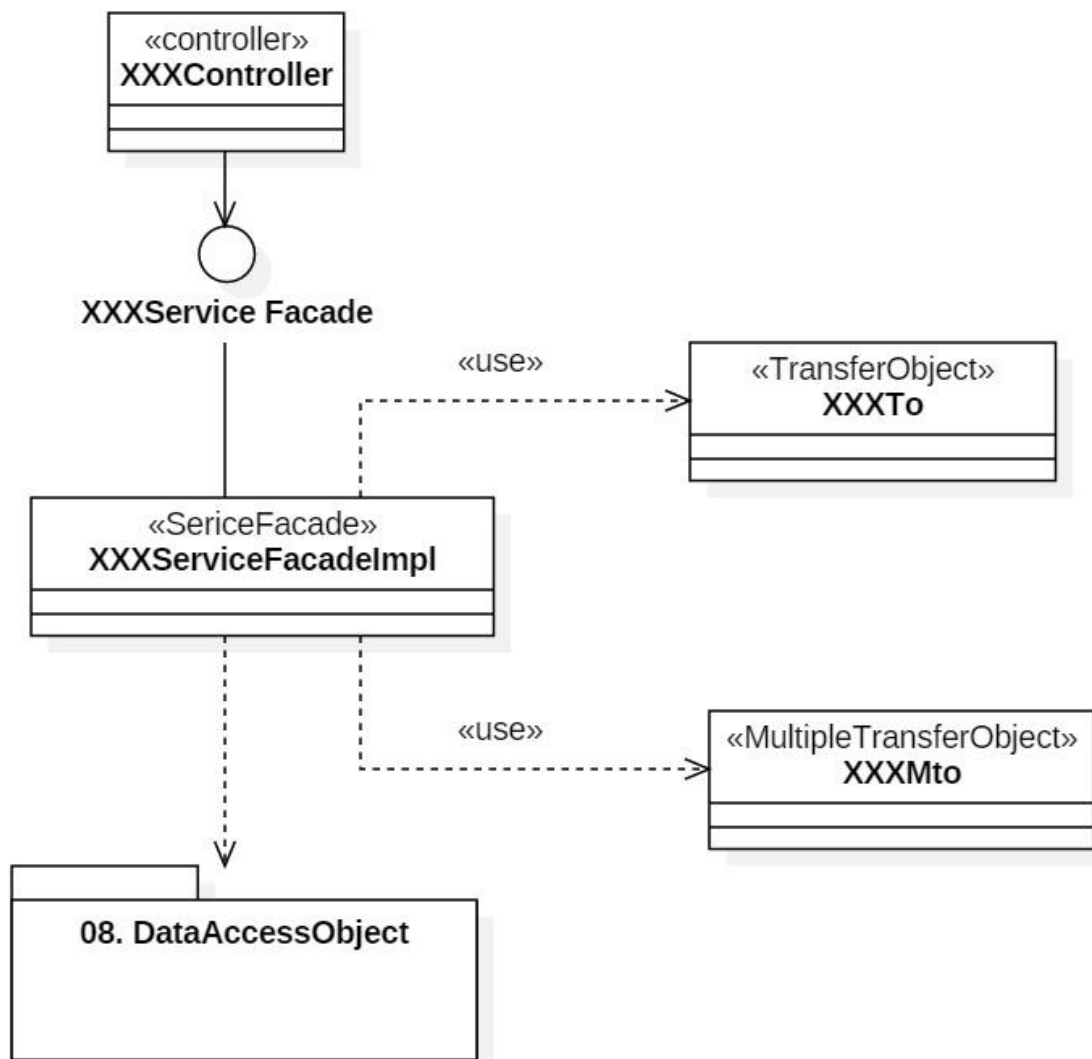 «controller»
XXXController
XXXService Facade
«use»
«TransferObject»
XXXTo
«SericeFacade»
XXXServiceFacadeImpl
«use»
«MultipleTransferObject»
XXXMto
08. DataAccessObject